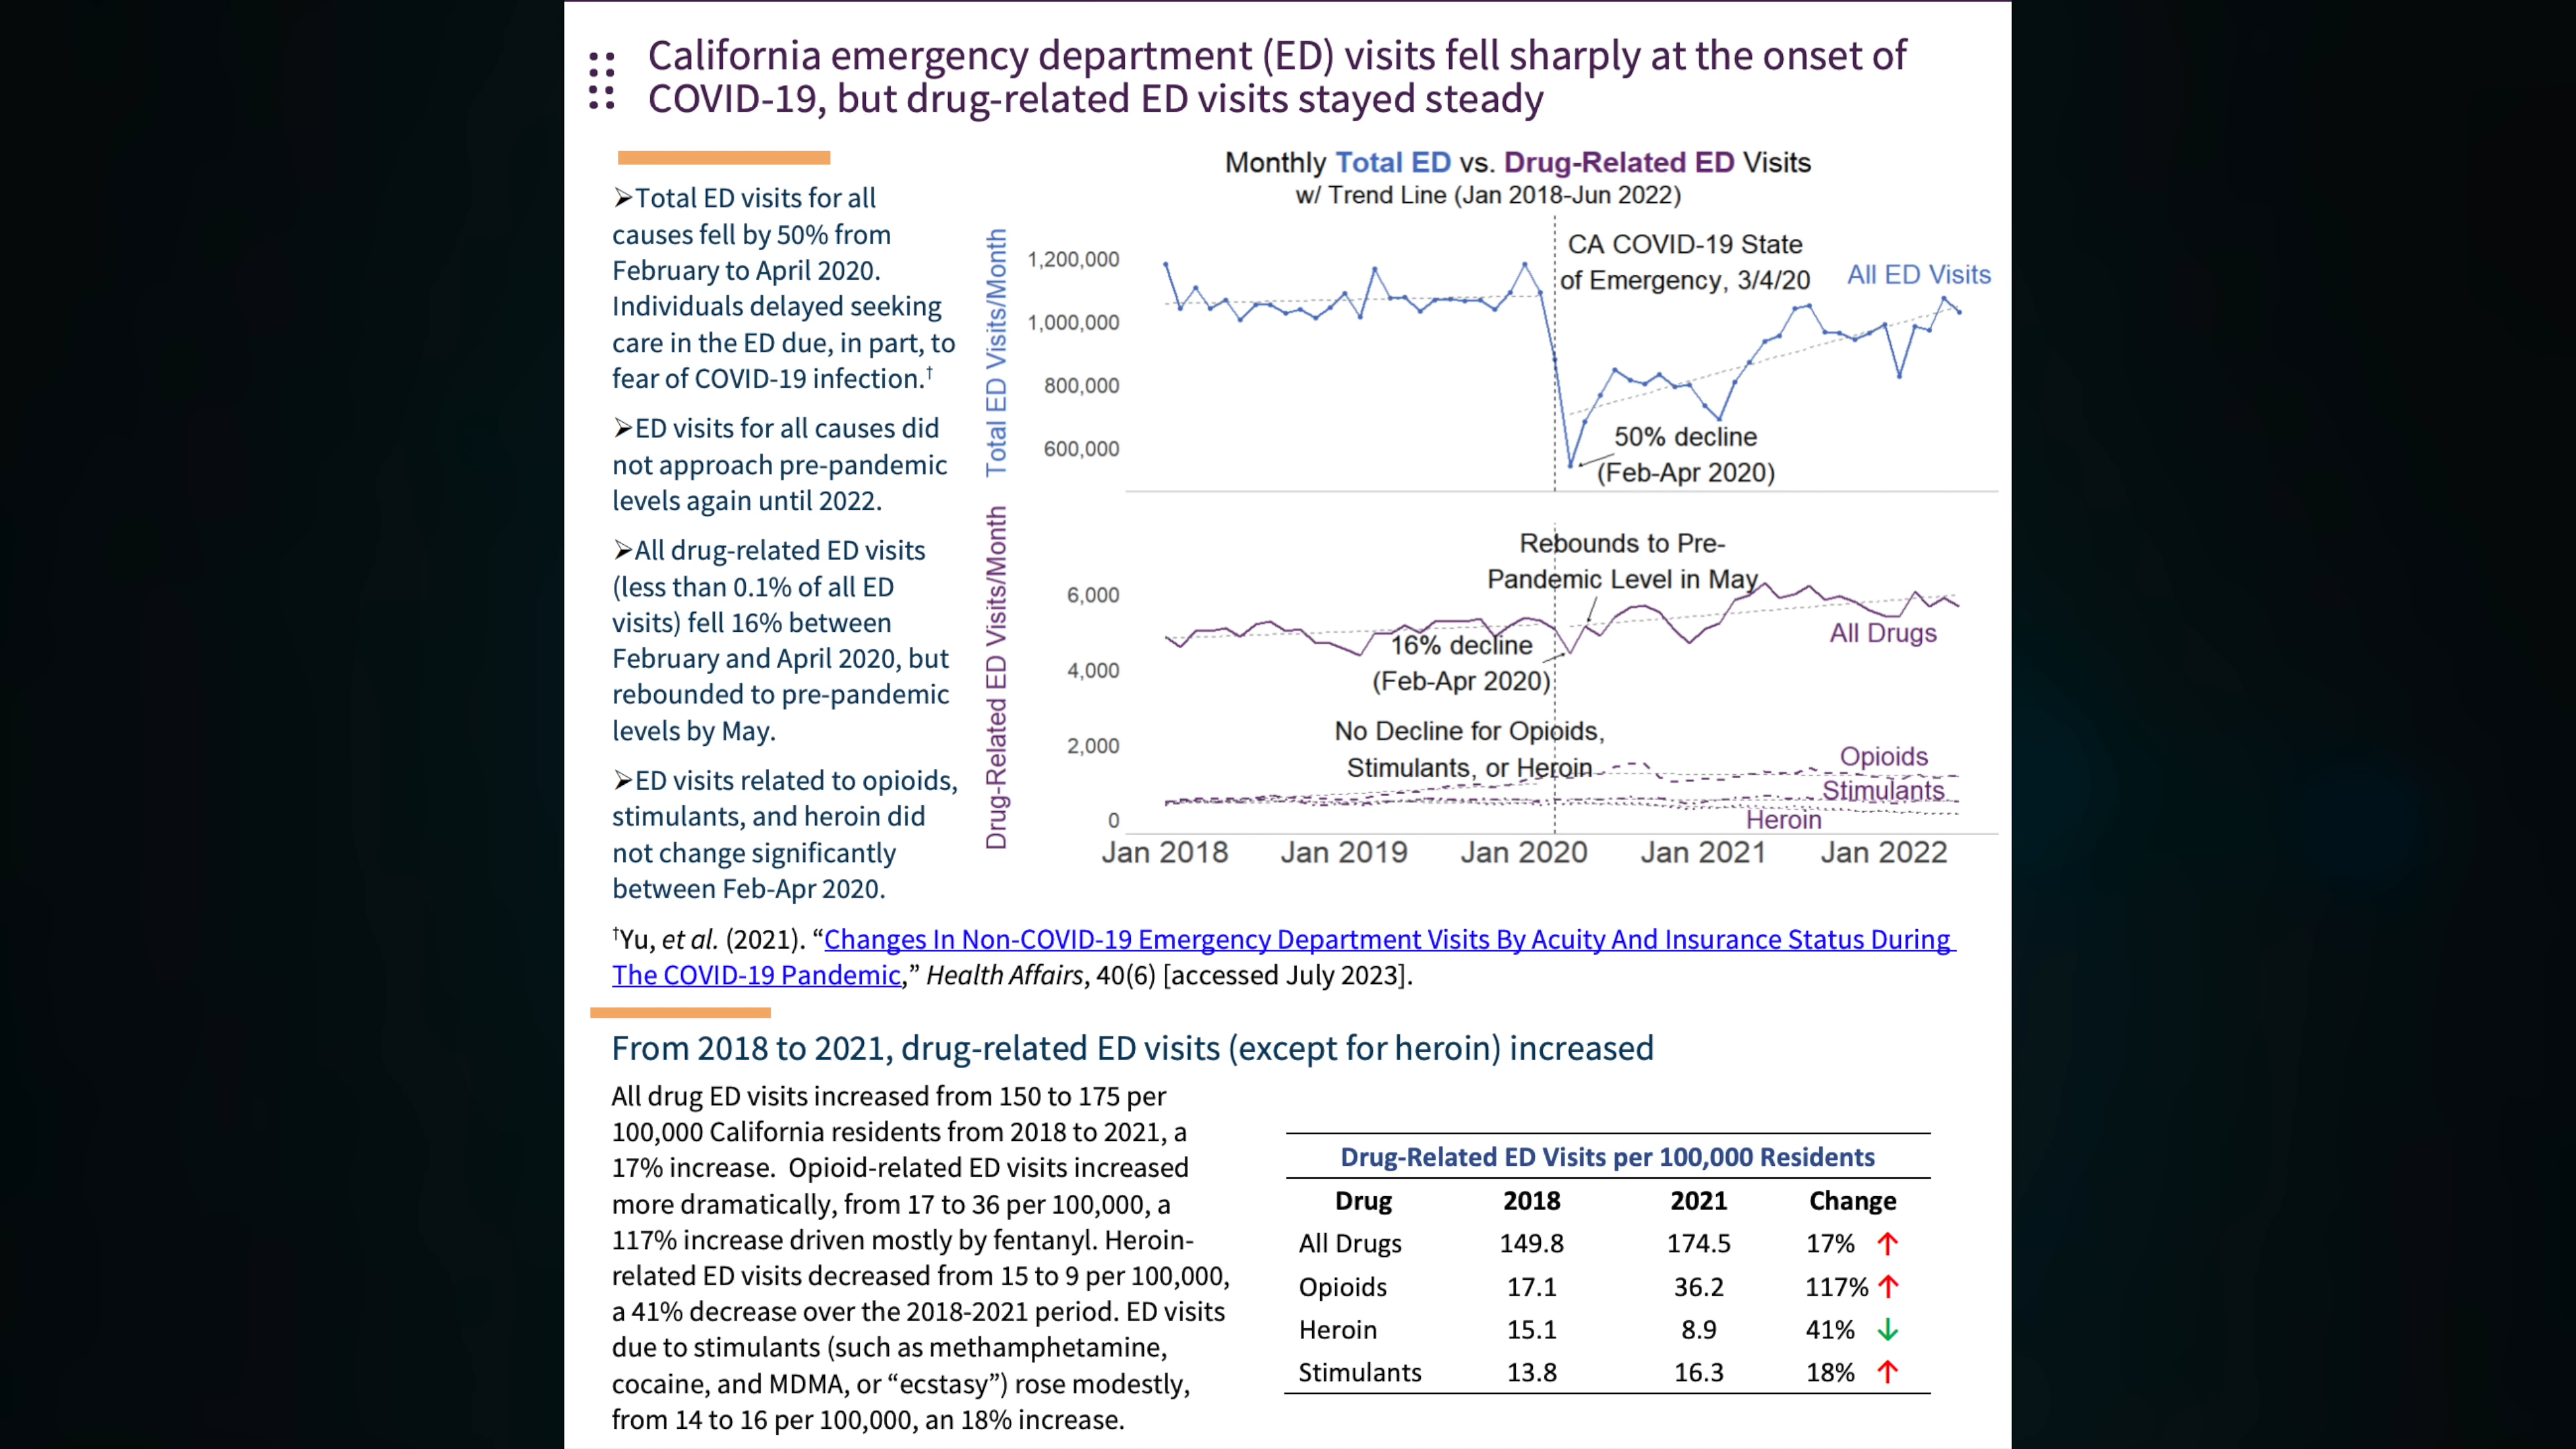 California emergency department (ED) visits fell sharply at the onset of
COVID-19, but drug-related ED visits stayed steady
➢Total ED visits for all
causes fell by 50% from
February to April 2020.
Individuals delayed seeking
care in the ED due, in part, to
fear of COVID-19 infection.†
➢ED visits for all causes did
not approach pre-pandemic
levels again until 2022.
➢All drug-related ED visits
(less than 0.1% of all ED
visits) fell 16% between
February and April 2020, but
rebounded to pre-pandemic
levels by May.
➢ED visits related to opioids,
stimulants, and heroin did
not change significantly
between Feb-Apr 2020.
Monthly Total ED vs. Drug-Related ED Visits
w/ Trend Line (Jan 2018-Jun 2022)
Total ED Visits/Month
1,200,000
1,000,000
800,000
600,000
CA COVID-19 State
of Emergency, 3/4/20
All ED Visits
50% decline
(Feb-Apr 2020)
Drug-Related ED Visits/Month
6,000
4,000
2,000
0
Rebounds to Pre-
Pandemic Level in May
All Drugs
16% decline
(Feb-Apr 2020)
No Decline for Opioids,
Stimulants, or Heroin
Opioids
Stimulants
Heroin
Jan 2018 Jan 2019 Jan 2020 Jan 2021 Jan 2022
†Yu, et al. (2021). “Changes In Non-COVID-19 Emergency Department Visits By Acuity And Insurance Status During
The COVID-19 Pandemic,” Health Affairs, 40(6) [accessed July 2023].
From 2018 to 2021, drug-related ED visits (except for heroin) increased
All drug ED visits increased from 150 to 175 per
100,000 California residents from 2018 to 2021, a
17% increase. Opioid-related ED visits increased
more dramatically, from 17 to 36 per 100,000, a
117% increase driven mostly by fentanyl. Heroin-
related ED visits decreased from 15 to 9 per 100,000,
a 41% decrease over the 2018-2021 period. ED visits
due to stimulants (such as methamphetamine,
cocaine, and MDMA, or “ecstasy”) rose modestly,
from 14 to 16 per 100,000, an 18% increase.
Drug-Related ED Visits per 100,000 Residents
Drug 2018 2021 Change
All Drugs 149.8 174.5 17% ↑
Opioids 17.1 36.2 117% ↑
Heroin 15.1 8.9 41% ↓
Stimulants 13.8 16.3 18% ↑